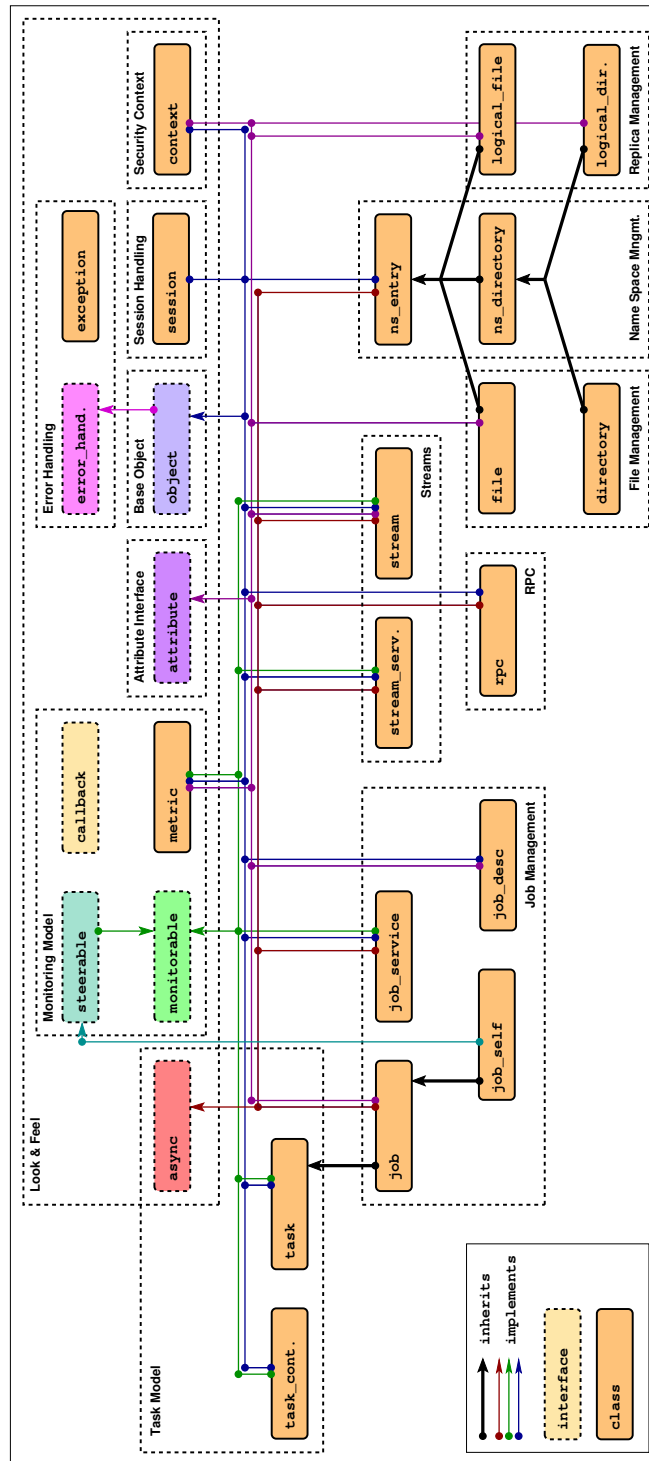 Look & Feel
Task Model
async
task
task_cont.
Monitoring Model
steerable
callback
monitorable
metric
Attribute Interface
attribute
Error Handling
error_hand.
exception
Base Object
object
Session Handling
session
Security Context
context
job
job_service
job_self
job_desc
Job Management
stream_serv.
stream
Streams
rpc
RPC
file
directory
File Management
ns_entry
ns_directory
Name Space Mngmt.
logical_file
logical_dir.
Replica Management
inherits
implements
interface
class